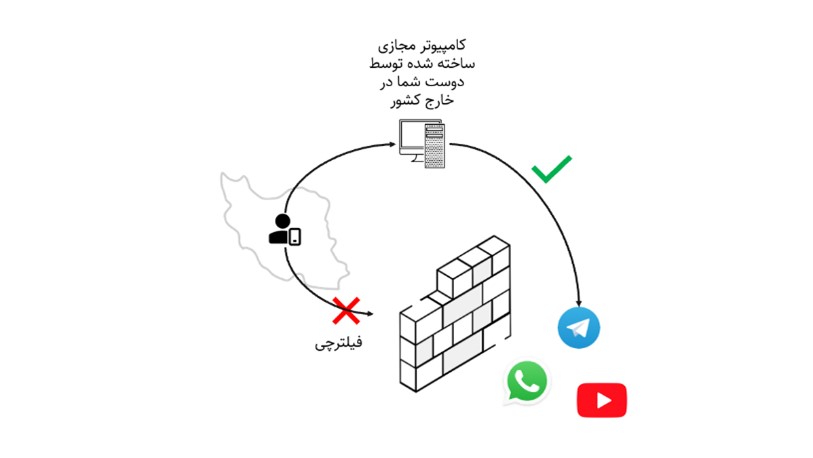 کامپیوتر مجازی
ساخته شده توسط
دوست شما در
خارج کشور
فیلترچی